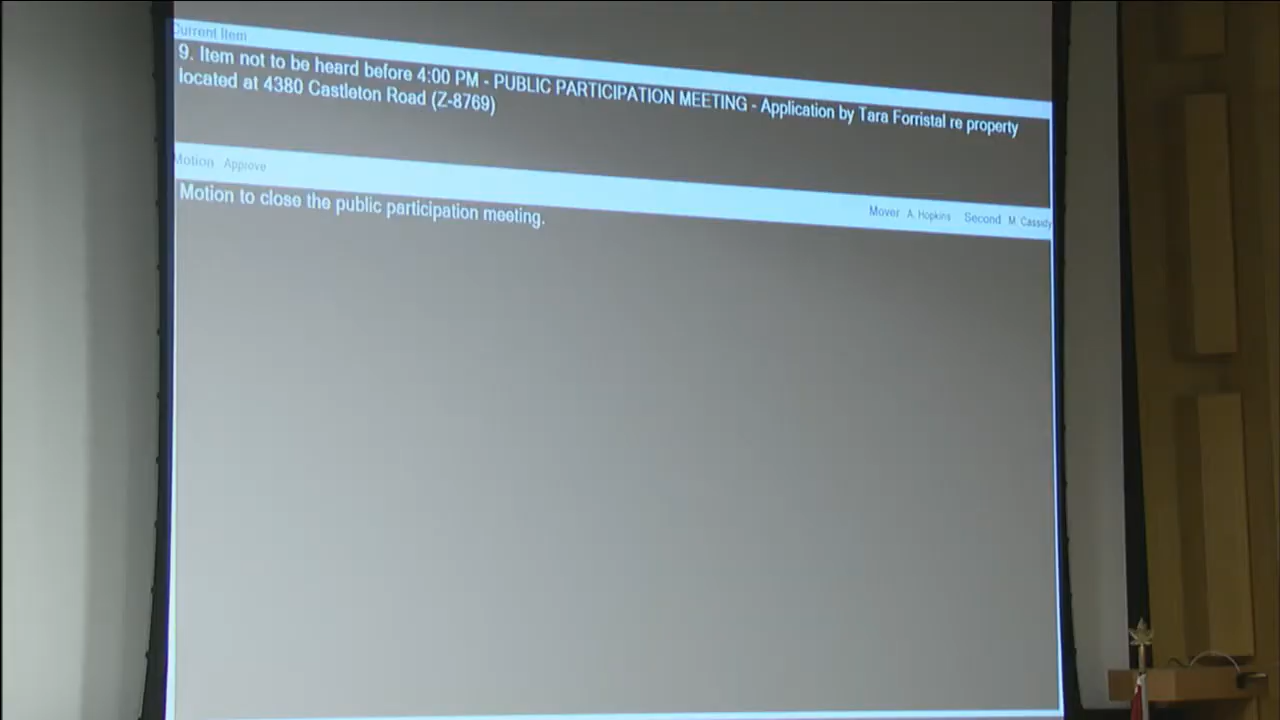 Current Item
9. Item not to be heard before 4:00 PM - PUBLIC PARTICIPATION MEETING - Application by Tara Forristal re property
located at 4380 Castleton Road (Z-8769)
Motion Approve
Mover A. Hopkins Second M. Cassidy
Motion to close the public participation meeting.